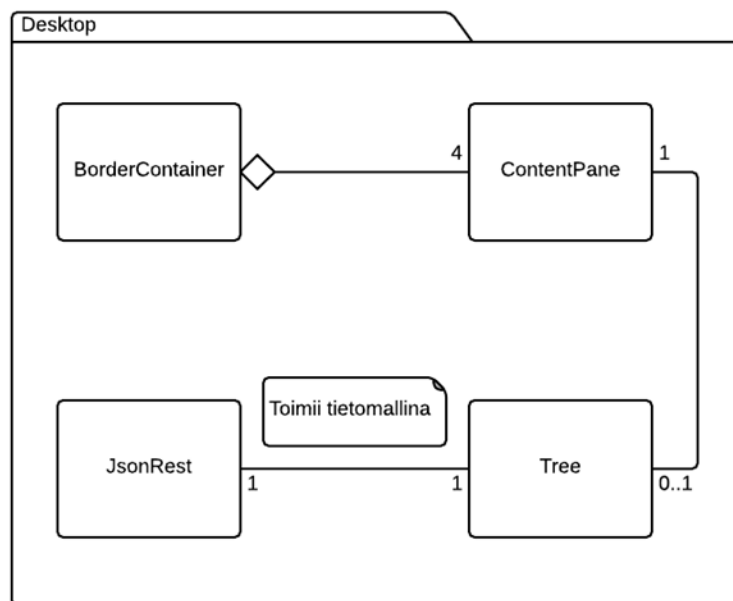 Desktop
BorderContainer
4
ContentPane
1
Toimii tietomallina
JsonRest
1
1
Tree
0..1